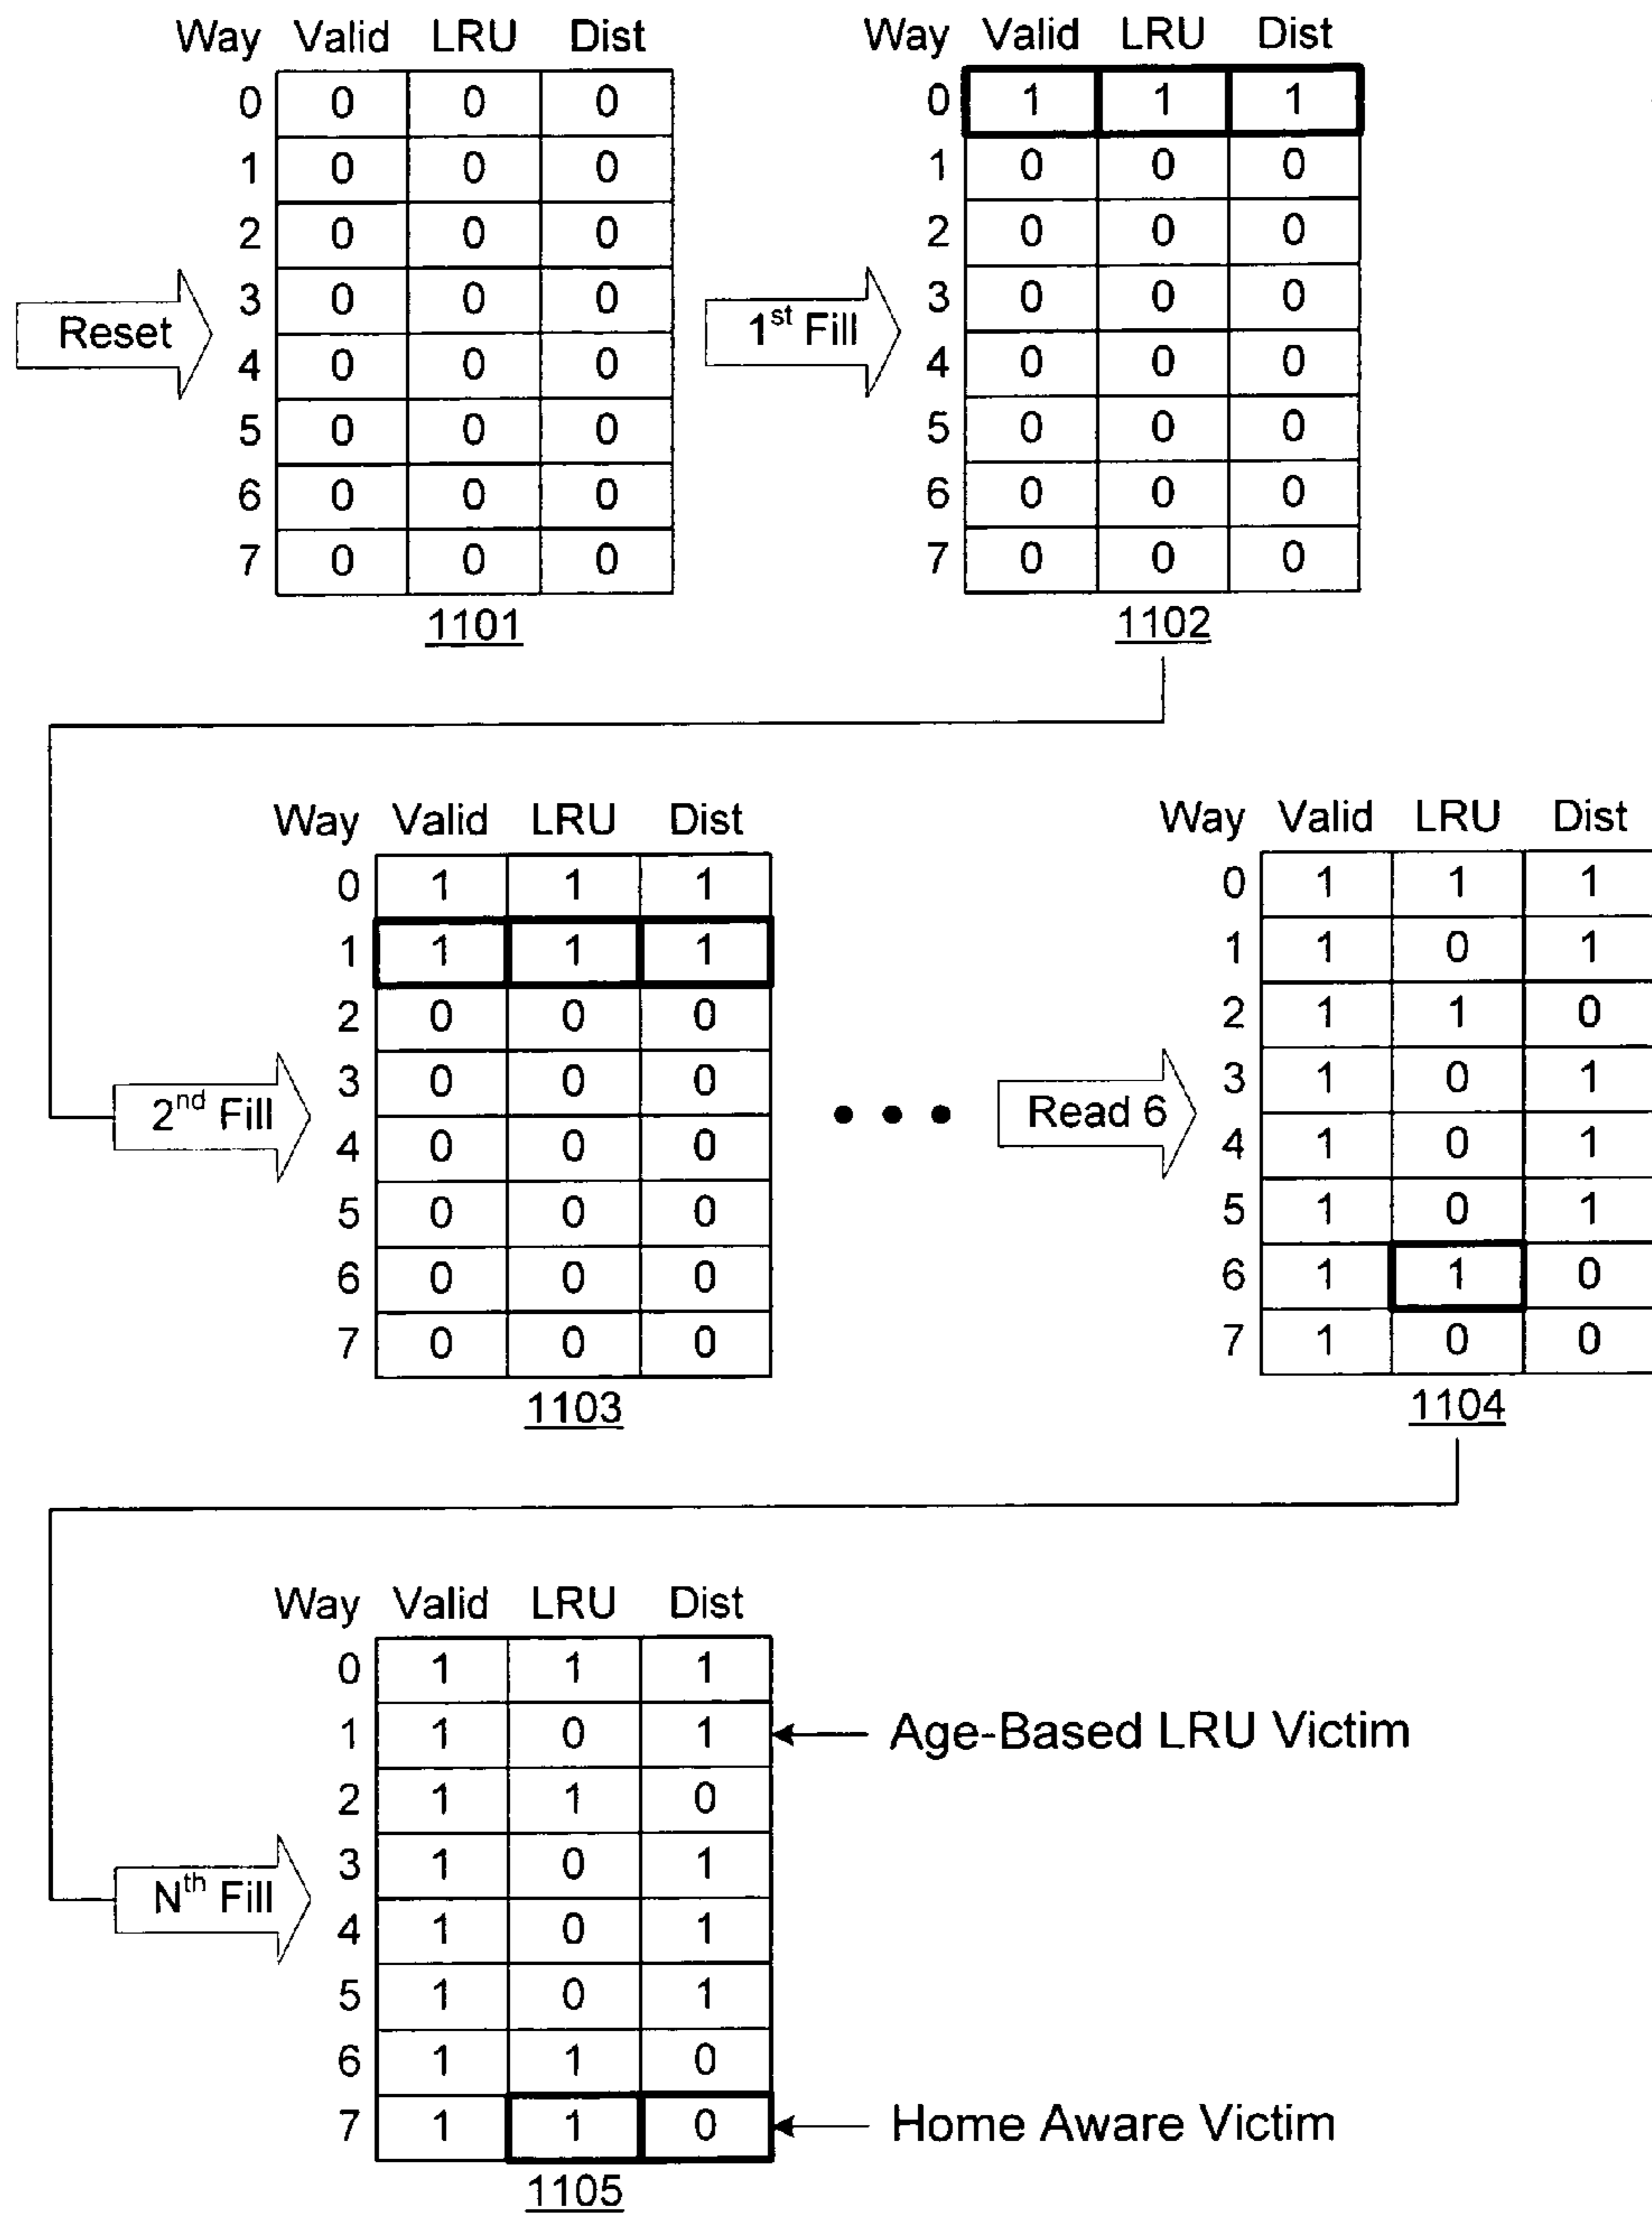 Way Valid LRU Dist
0 0 0 0
1 0 0 0
2 0 0 0
3 0 0 0
4 0 0 0
5 0 0 0
6 0 0 0
7 0 0 0
1101
Reset
Way Valid LRU Dist
0 1 1 1
1 0 0 0
2 0 0 0
3 0 0 0
4 0 0 0
5 0 0 0
6 0 0 0
7 0 0 0
1102
1st Fill
Way Valid LRU Dist
0 1 1 1
1 1 1 1
2 0 0 0
3 0 0 0
4 0 0 0
5 0 0 0
6 0 0 0
7 0 0 0
1103
2nd Fill
• • •
Read 6
Way Valid LRU Dist
0 1 1 1
1 1 0 1
2 1 1 0
3 1 0 1
4 1 0 1
5 1 0 1
6 1 1 0
7 1 0 0
1104
Nth Fill
Way Valid LRU Dist
0 1 1 1
1 1 0 1 Age-Based LRU Victim
2 1 1 0
3 1 0 1
4 1 0 1
5 1 0 1
6 1 1 0
7 1 1 0 Home Aware Victim
1105